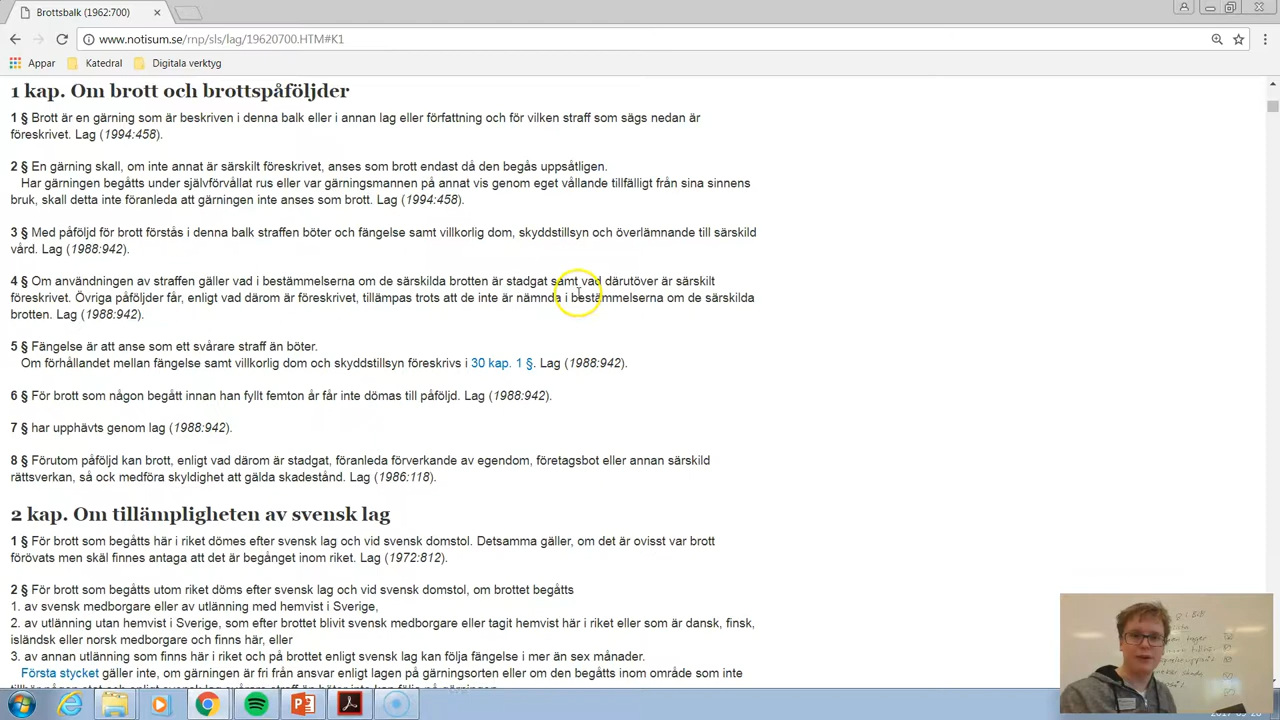 Brottsbalk (1962:700)
www.notisum.se/rnp/sls/lag/19620700.HTM#K1
Appar Katedral Digitala verktyg
1 kap. Om brott och brottspåföljder
1 § Brott är en gärning som är beskriven i denna balk eller i annan lag eller författning och för vilken straff som sägs nedan är
föreskrivet. Lag (1994:458).
2 § En gärning skall, om inte annat är särskilt föreskrivet, anses som brott endast då den begås uppsåtligen.
Har gärningen begåtts under självförvållat rus eller var gärningsmannen på annat vis genom eget vållande tillfälligt från sina sinnens
bruk, skall detta inte föranleda att gärningen inte anses som brott. Lag (1994:458).
3 § Med påföljd för brott förstås i denna balk straffen böter och fängelse samt villkorlig dom, skyddstillsyn och överlämnande till särskild
vård. Lag (1988:942).
4 § Om användningen av straffen gäller vad i bestämmelserna om de särskilda brotten är stadgat samt vad därutöver är särskilt
föreskrivet. Övriga påföljder får, enligt vad därom är föreskrivet, tillämpas trots att de inte är nämnda i bestämmelserna om de särskilda
brotten. Lag (1988:942).
5 § Fängelse är att anse som ett svårare straff än böter.
Om förhållandet mellan fängelse samt villkorlig dom och skyddstillsyn föreskrivs i 30 kap. 1 §. Lag (1988:942).
6 § För brott som någon begått innan han fyllt femton år får inte dömas till påföljd. Lag (1988:942).
7 § har upphävts genom lag (1988:942).
8 § Förutom påföljd kan brott, enligt vad därom är stadgat, föranleda förverkande av egendom, företagsbot eller annan särskild
rättsverkan, så ock medföra skyldighet att gälda skadestånd. Lag (1986:118).
2 kap. Om tillämpligheten av svensk lag
1 § För brott som begåtts här i riket dömes efter svensk lag och vid svensk domstol. Detsamma gäller, om det är ovisst var brott
förövats men skäl finnes antaga att det är begånget inom riket. Lag (1972:812).
2 § För brott som begåtts utom riket döms efter svensk lag och vid svensk domstol, om brottet begåtts
1. av svensk medborgare eller av utlänning med hemvist i Sverige,
2. av utlänning utan hemvist i Sverige, som efter brottet blivit svensk medborgare eller tagit hemvist här i riket eller som är dansk, finsk,
isländsk eller norsk medborgare och finns här, eller
3. av annan utlänning som finns här i riket och på brottet enligt svensk lag kan följa fängelse i mer än sex månader.
Första stycket gäller inte, om gärningen är fri från ansvar enligt lagen på gärningsorten eller om den begåtts inom område som inte